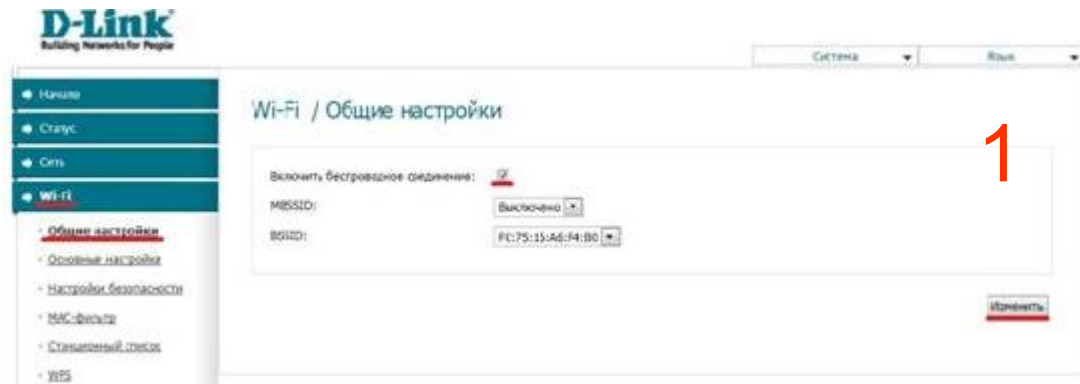 D-Link
Building Networks for People
Система
Язык
Начало
Статус
Сеть
Wi-Fi
Общие настройки
Основные настройки
Настройки безопасности
MAC-фильтр
Станционный список
WPS
Wi-Fi / Общие настройки
1
Включить беспроводное соединение:
MBSSID:
Выключено
BSSID:
FC:75:15:A6:F4:B0
Изменить